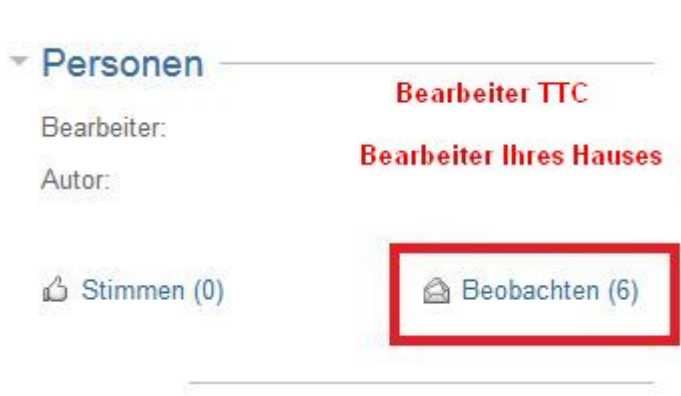 Personen
Bearbeiter TTC
Bearbeiter:
Bearbeiter Ihres Hauses
Autor:
Stimmen (0) Beobachten (6)